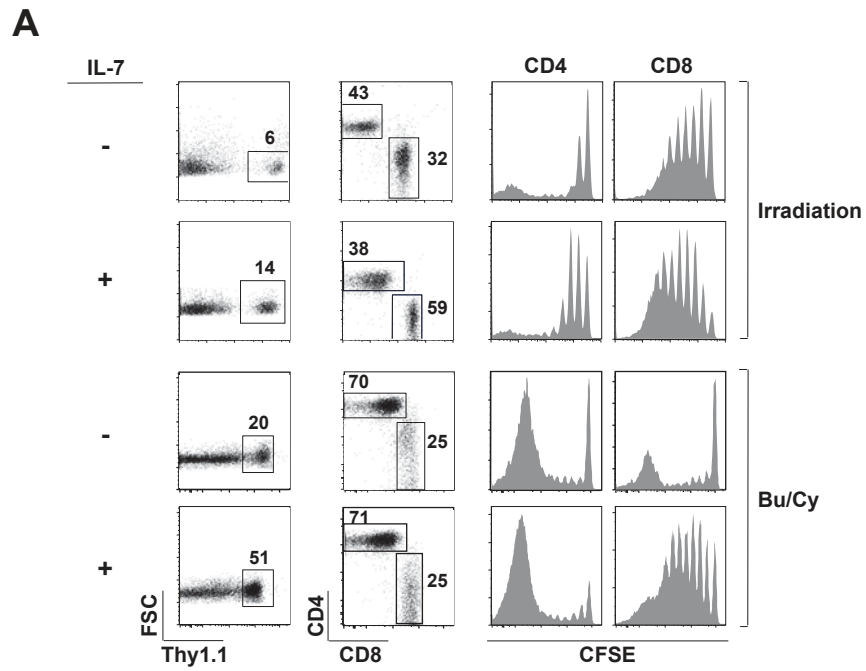 A
IL-7
CD4 CD8
-
6
43
32
+
14
38
59
Irradiation
-
20
70
25
+
51
71
25
Bu/Cy
FSC
Thy1.1
CD4
CD8
CFSE